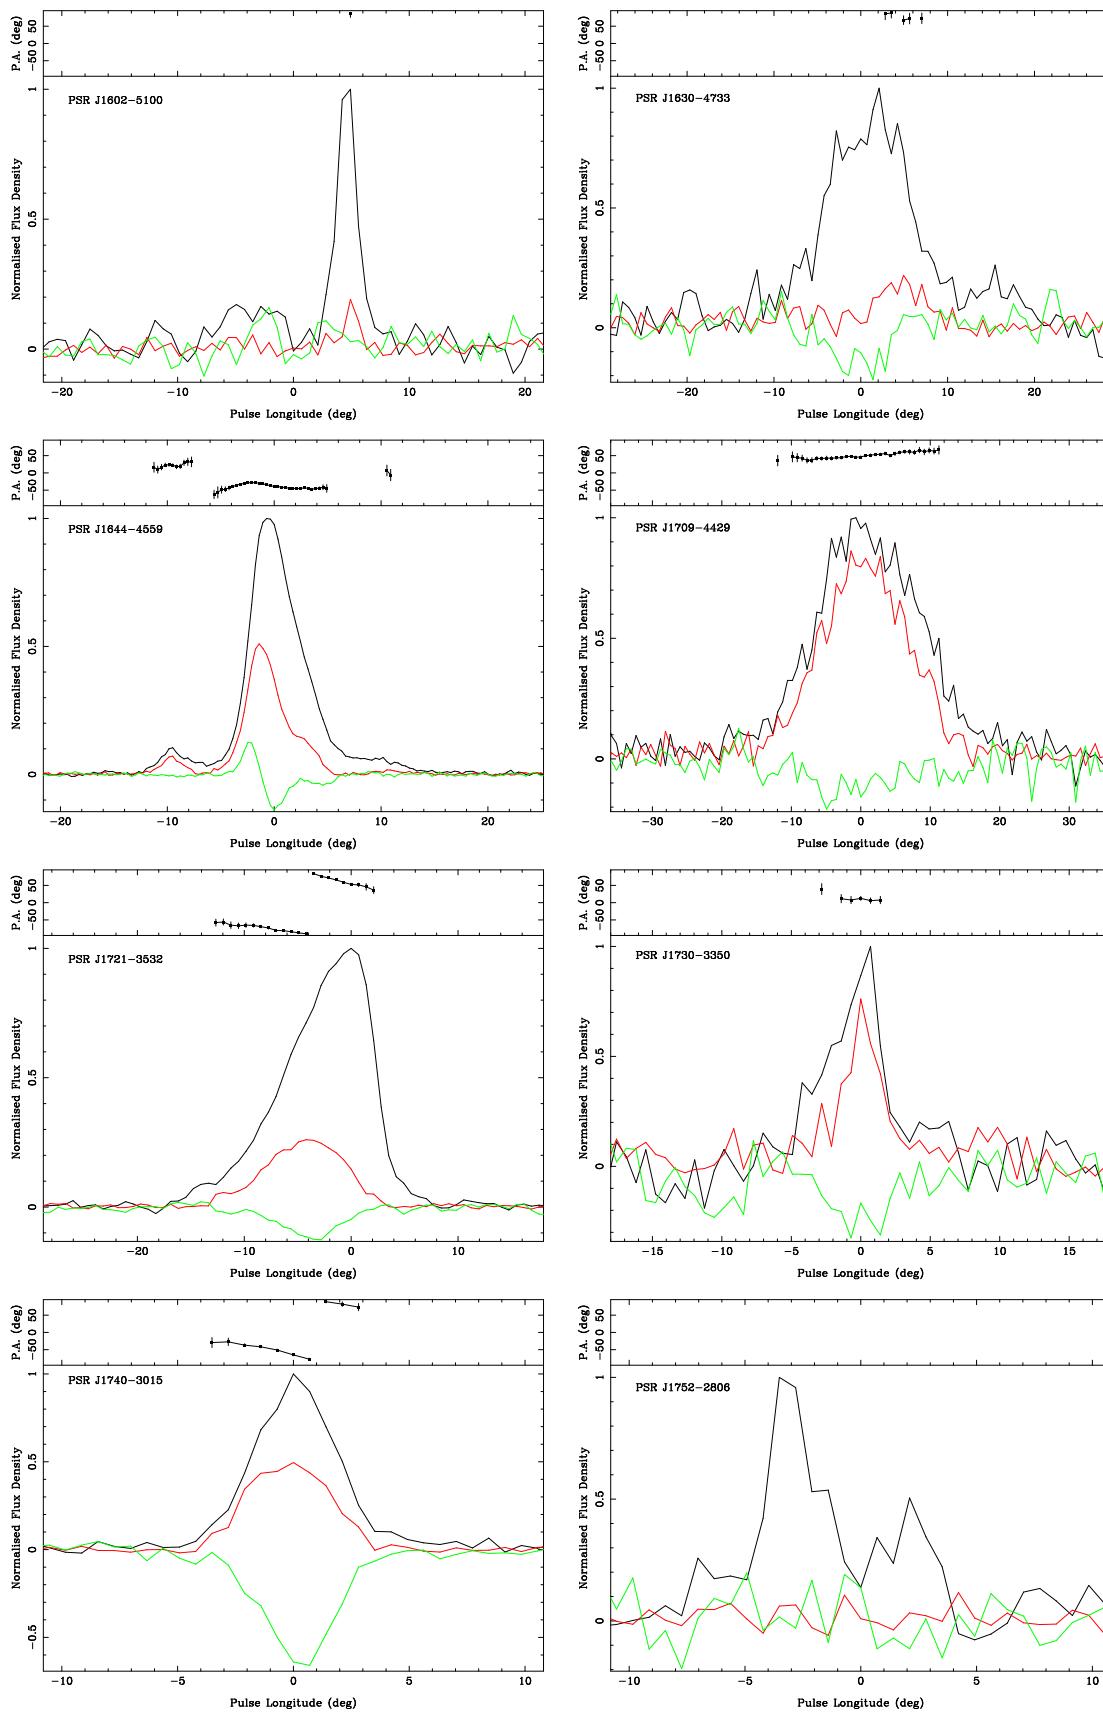 P.A. (deg)
−50 0 50
PSR J1602−5100
Normalised Flux Density
0 0.5 1
−20 −10 0 10 20
Pulse Longitude (deg)
P.A. (deg)
−50 0 50
PSR J1630−4733
Normalised Flux Density
0 0.5 1
−20 −10 0 10 20
Pulse Longitude (deg)
P.A. (deg)
−50 0 50
PSR J1644−4559
Normalised Flux Density
0 0.5 1
−20 −10 0 10 20
Pulse Longitude (deg)
P.A. (deg)
−50 0 50
PSR J1709−4429
Normalised Flux Density
0 0.5 1
−30 −20 −10 0 10 20 30
Pulse Longitude (deg)
P.A. (deg)
−50 0 50
PSR J1721−3532
Normalised Flux Density
0 0.5 1
−20 −10 0 10
Pulse Longitude (deg)
P.A. (deg)
−50 0 50
PSR J1730−3350
Normalised Flux Density
0 0.5 1
−15 −10 −5 0 5 10 15
Pulse Longitude (deg)
P.A. (deg)
−50 0 50
PSR J1740−3015
Normalised Flux Density
−0.5 0 0.5 1
−10 −5 0 5 10
Pulse Longitude (deg)
P.A. (deg)
−50 0 50
PSR J1752−2806
Normalised Flux Density
0 0.5 1
−10 −5 0 5 10
Pulse Longitude (deg)